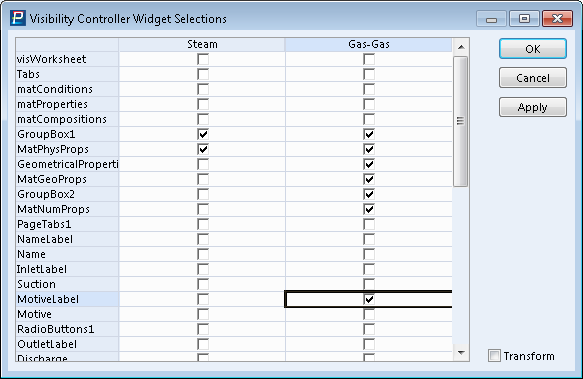 Visibility Controller Widget Selections
Steam Gas-Gas
visWorksheet
Tabs
matConditions
matProperties
matCompositions
GroupBox1
MatPhysProps
GeometricalProperti
MatGeoProps
GroupBox2
MatNumProps
PageTabs1
NameLabel
Name
InletLabel
Suction
MotiveLabel
Motive
RadioButtons1
OutletLabel
Discharge
OK
Cancel
Apply
Transform